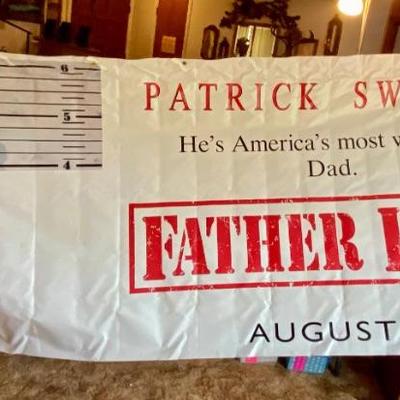 6
5
4
PATRICK SW
He's America's most w
Dad.
FATHER
AUGUST